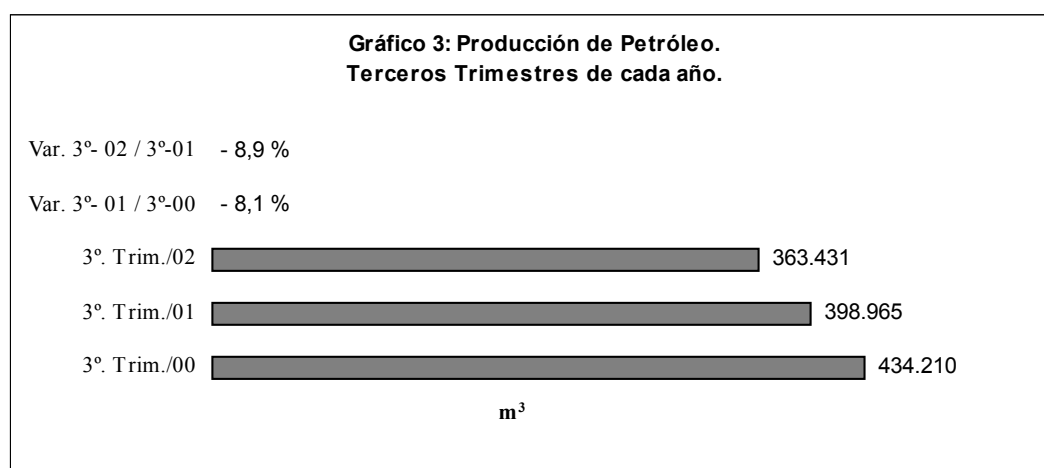 Gráfico 3: Producción de Petróleo.
Terceros Trimestres de cada año.
Var. 3º- 02 / 3º-01 - 8,9 %
Var. 3º- 01 / 3º-00 - 8,1 %
3º. Trim./02 363.431
3º. Trim./01 398.965
3º. Trim./00 434.210
m³